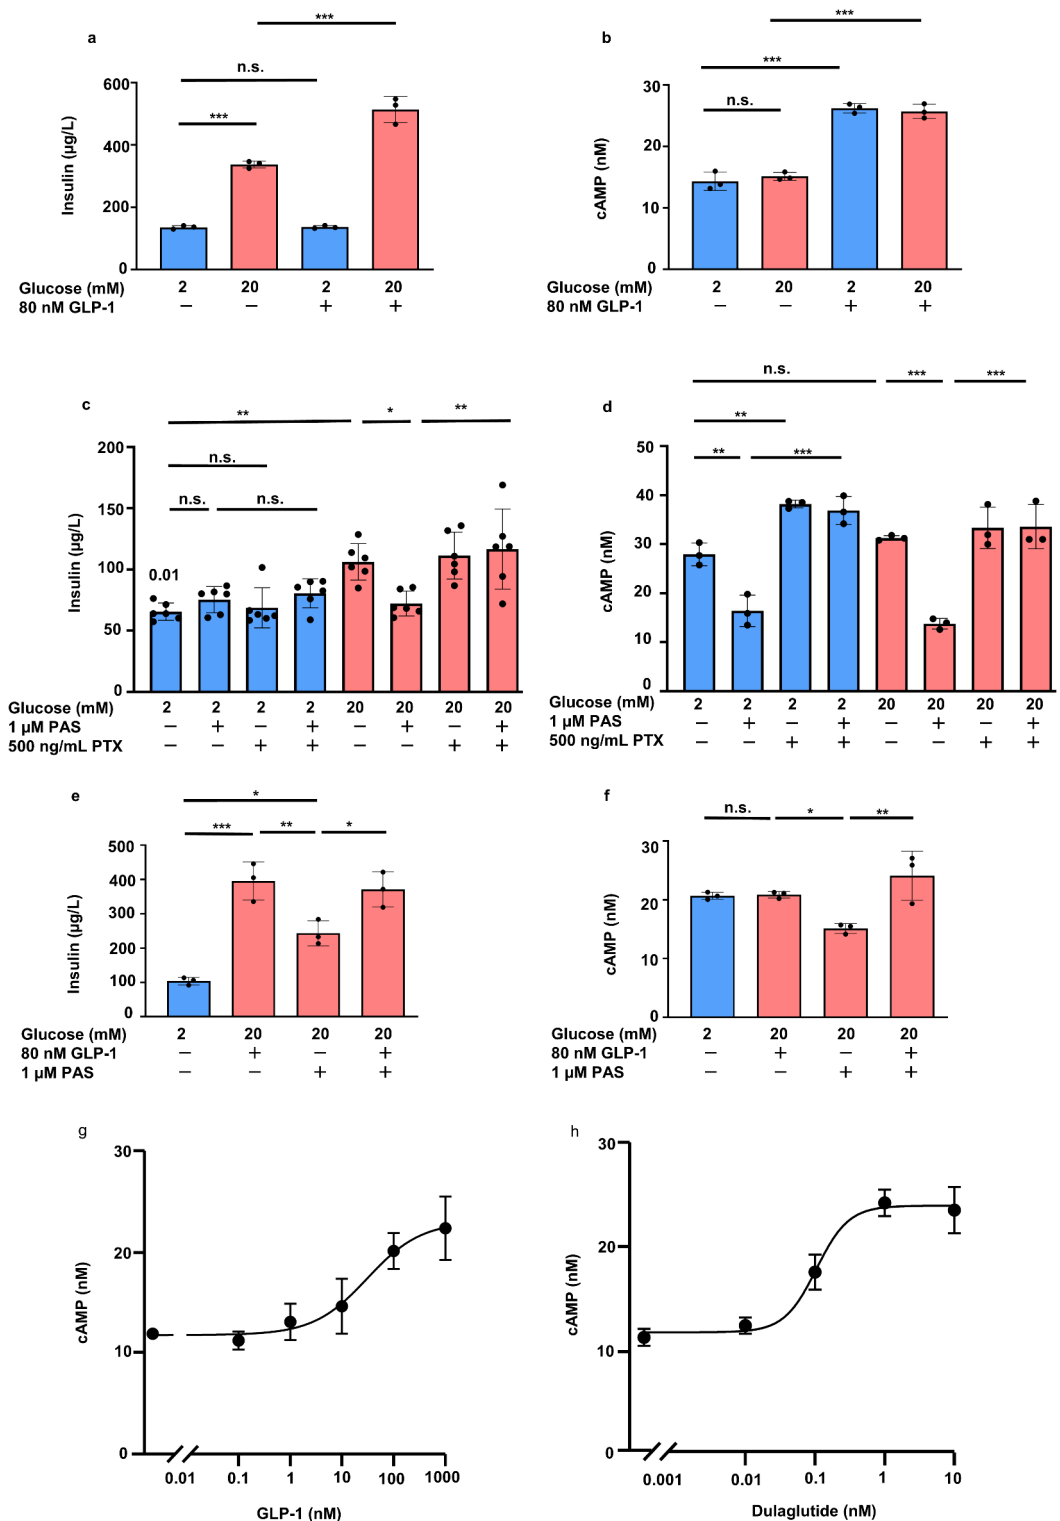 a
***
n.s.
***
600
400
200
0
Insulin (µg/L)
Glucose (mM) 2 20 2 20
80 nM GLP-1 − − + +
b
***
***
n.s.
30
20
10
0
cAMP (nM)
2 20 2 20
Glucose (mM)
80 nM GLP-1 − − + +
c
** * **
n.s.
n.s. n.s.
0.01
200
150
100
50
0
Insulin (µg/L)
Glucose (mM) 2 2 2 2 20 20 20 20
1 µM PAS − + − + − + − +
500 ng/mL PTX − − + + − − + +
d
n.s. *** ***
**
** ***
50
40
30
20
10
0
cAMP (nM)
Glucose (mM) 2 2 2 2 20 20 20 20
1 µM PAS − + − + − + − +
500 ng/mL PTX − − + + − − + +
e
*
*** ** *
500
400
300
200
100
0
Insulin (µg/L)
Glucose (mM) 2 20 20 20
80 nM GLP-1 − + − +
1 µM PAS − − + +
f
n.s. * **
30
20
10
0
cAMP (nM)
Glucose (mM) 2 20 20 20
80 nM GLP-1 − + − +
1 µM PAS − − + +
g
30
20
10
0
cAMP (nM)
0.01 0.1 1 10 100 1000
GLP-1 (nM)
h
30
20
10
0
cAMP (nM)
0.001 0.01 0.1 1 10
Dulaglutide (nM)